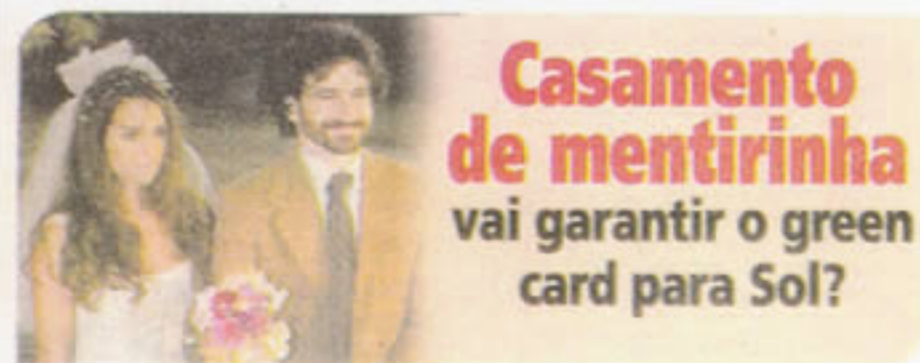 Casamento
de mentirinha
vai garantir o green
card para Sol?